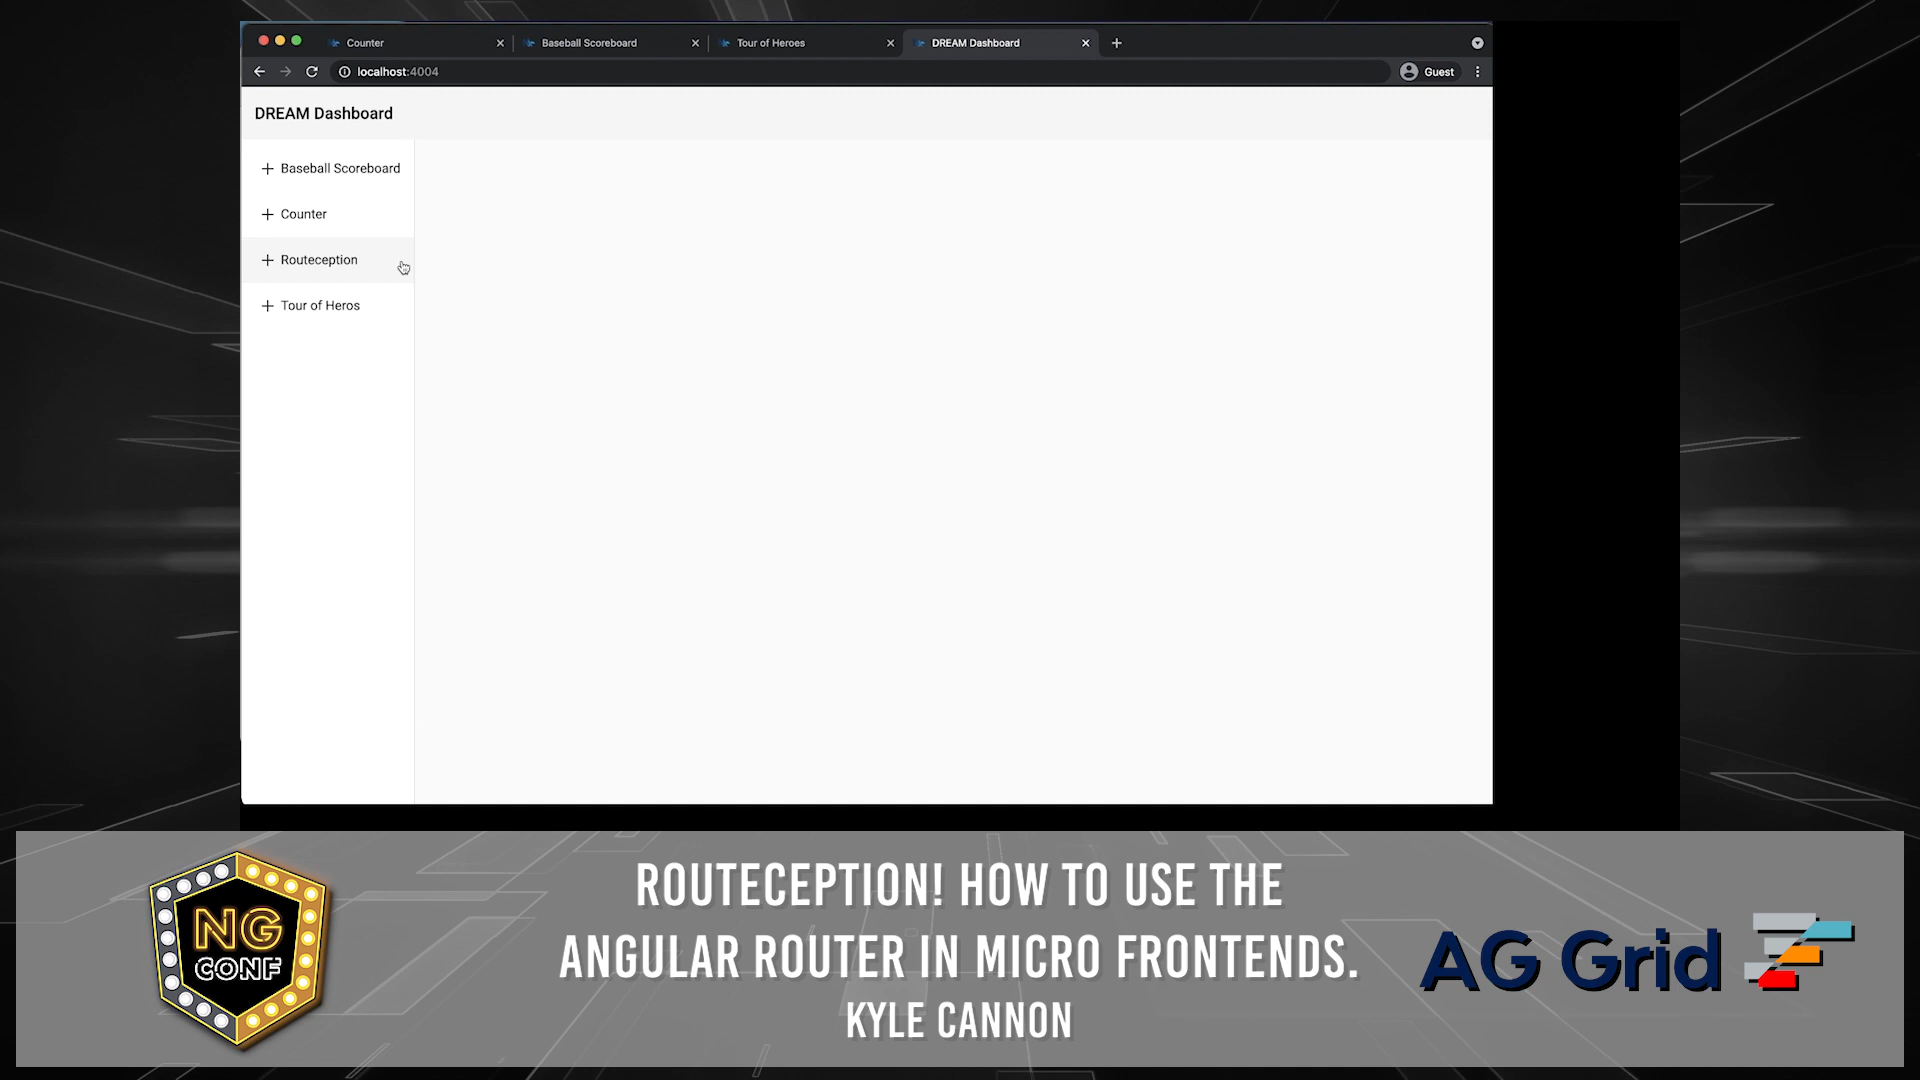 Counter
Baseball Scoreboard
Tour of Heroes
DREAM Dashboard
localhost:4004
Guest
DREAM Dashboard
Baseball Scoreboard
Counter
Routeception
Tour of Heros
NG
CONF
ROUTECEPTION! HOW TO USE THE
ANGULAR ROUTER IN MICRO FRONTENDS.
KYLE CANNON
AG Grid